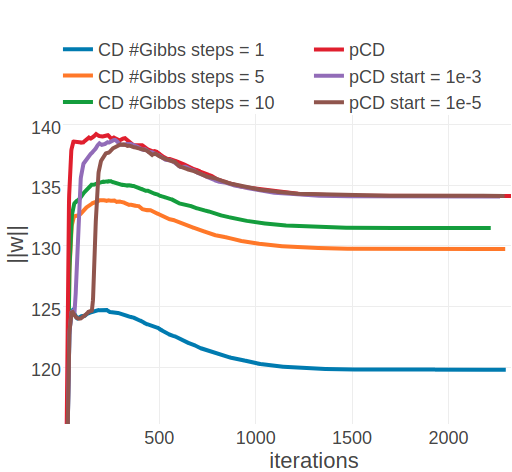 CD #Gibbs steps = 1
pCD
CD #Gibbs steps = 5
pCD start = 1e-3
CD #Gibbs steps = 10
pCD start = 1e-5
140
135
130
125
120
||w||
500
1000
1500
2000
iterations